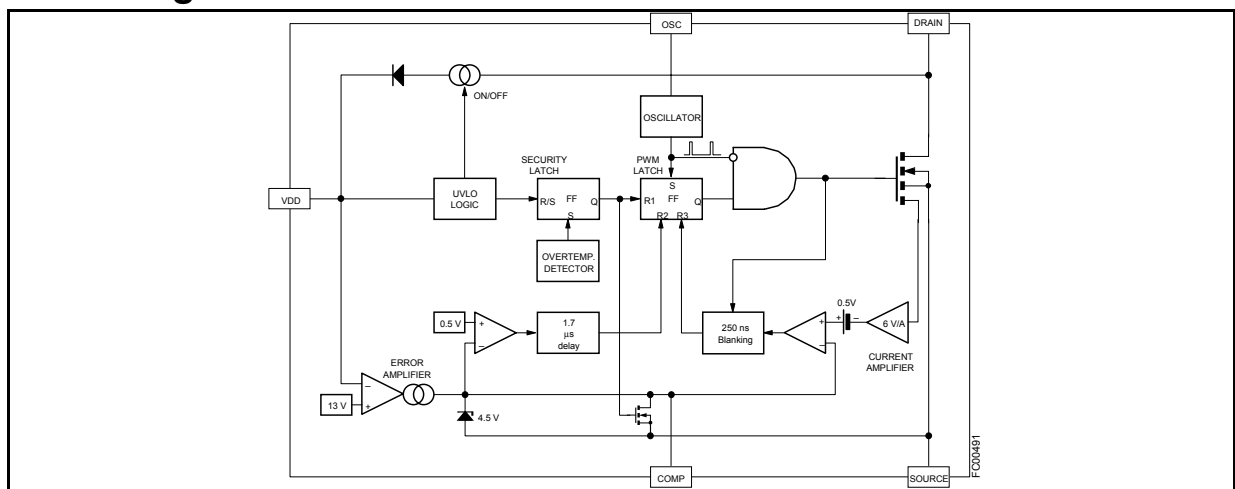 g
OSC
DRAIN
ON/OFF
OSCILLATOR
SECURITY
LATCH
PWM
LATCH
VDD
UVLO
LOGIC
R/S
FF
Q
S
S
FF
R1
Q
R2
R3
OVERTEMP.
DETECTOR
0.5 V
+
–
1.7
μs
delay
250 ns
Blanking
+
–
0.5V
+
–
6 V/A
CURRENT
AMPLIFIER
ERROR
AMPLIFIER
–
+
13 V
4.5 V
COMP
SOURCE
FC00491